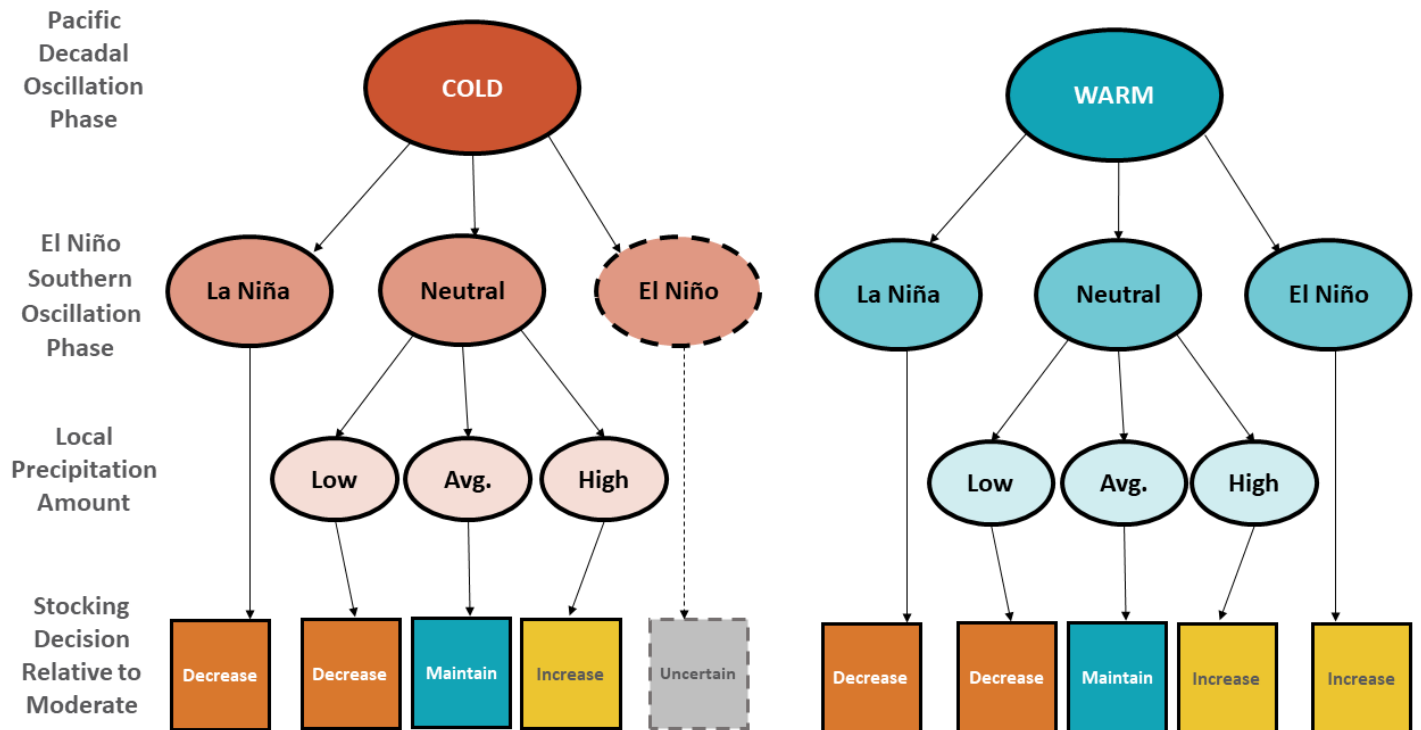 Pacific
Decadal
Oscillation
Phase
COLD
WARM
El Niño
Southern
Oscillation
Phase
La Niña
Neutral
El Niño
La Niña
Neutral
El Niño
Local
Precipitation
Amount
Low
Avg.
High
Low
Avg.
High
Stocking
Decision
Relative to
Moderate
Decrease
Decrease
Maintain
Increase
Uncertain
Decrease
Decrease
Maintain
Increase
Increase